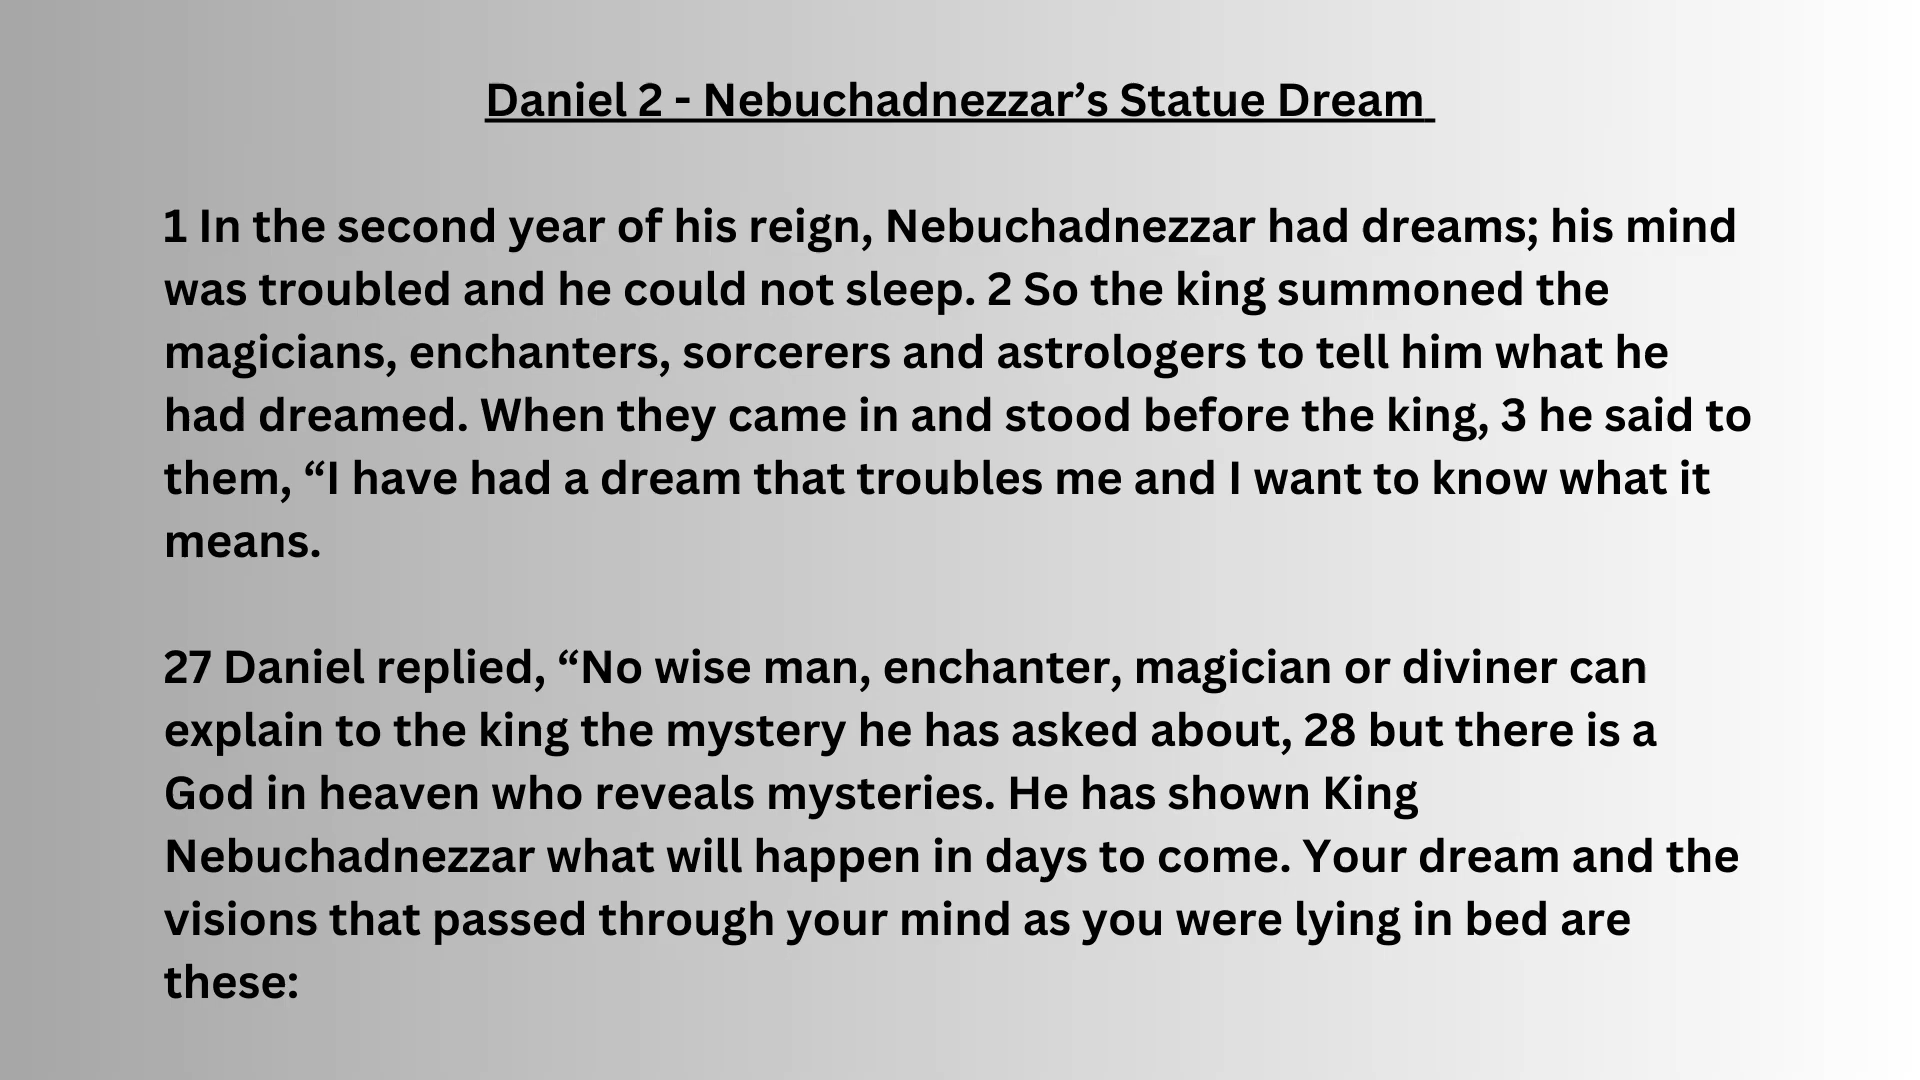 Daniel 2 - Nebuchadnezzar’s Statue Dream
1 In the second year of his reign, Nebuchadnezzar had dreams; his mind
was troubled and he could not sleep. 2 So the king summoned the
magicians, enchanters, sorcerers and astrologers to tell him what he
had dreamed. When they came in and stood before the king, 3 he said to
them, “I have had a dream that troubles me and I want to know what it
means.
27 Daniel replied, “No wise man, enchanter, magician or diviner can
explain to the king the mystery he has asked about, 28 but there is a
God in heaven who reveals mysteries. He has shown King
Nebuchadnezzar what will happen in days to come. Your dream and the
visions that passed through your mind as you were lying in bed are
these: